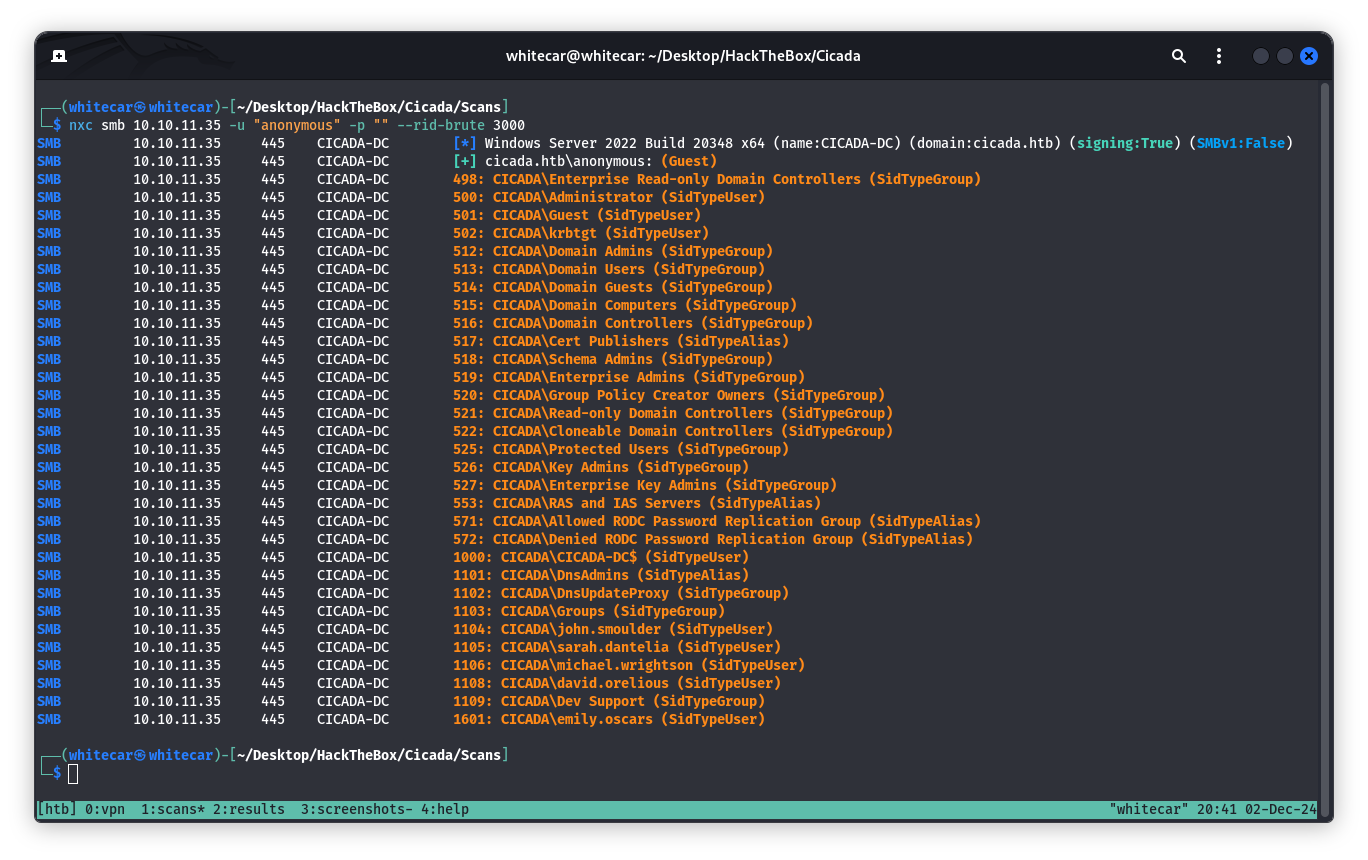 whitecar@whitecar: ~/Desktop/HackTheBox/Cicada
┌──(whitecar㉿whitecar)-[~/Desktop/HackTheBox/Cicada/Scans]
└─$ nxc smb 10.10.11.35 -u "anonymous" -p "" --rid-brute 3000
SMB 10.10.11.35 445 CICADA-DC [*] Windows Server 2022 Build 20348 x64 (name:CICADA-DC) (domain:cicada.htb) (signing:True) (SMBv1:False)
SMB 10.10.11.35 445 CICADA-DC [+] cicada.htb\anonymous: (Guest)
SMB 10.10.11.35 445 CICADA-DC 498: CICADA\Enterprise Read-only Domain Controllers (SidTypeGroup)
SMB 10.10.11.35 445 CICADA-DC 500: CICADA\Administrator (SidTypeUser)
SMB 10.10.11.35 445 CICADA-DC 501: CICADA\Guest (SidTypeUser)
SMB 10.10.11.35 445 CICADA-DC 502: CICADA\krbtgt (SidTypeUser)
SMB 10.10.11.35 445 CICADA-DC 512: CICADA\Domain Admins (SidTypeGroup)
SMB 10.10.11.35 445 CICADA-DC 513: CICADA\Domain Users (SidTypeGroup)
SMB 10.10.11.35 445 CICADA-DC 514: CICADA\Domain Guests (SidTypeGroup)
SMB 10.10.11.35 445 CICADA-DC 515: CICADA\Domain Computers (SidTypeGroup)
SMB 10.10.11.35 445 CICADA-DC 516: CICADA\Domain Controllers (SidTypeGroup)
SMB 10.10.11.35 445 CICADA-DC 517: CICADA\Cert Publishers (SidTypeAlias)
SMB 10.10.11.35 445 CICADA-DC 518: CICADA\Schema Admins (SidTypeGroup)
SMB 10.10.11.35 445 CICADA-DC 519: CICADA\Enterprise Admins (SidTypeGroup)
SMB 10.10.11.35 445 CICADA-DC 520: CICADA\Group Policy Creator Owners (SidTypeGroup)
SMB 10.10.11.35 445 CICADA-DC 521: CICADA\Read-only Domain Controllers (SidTypeGroup)
SMB 10.10.11.35 445 CICADA-DC 522: CICADA\Cloneable Domain Controllers (SidTypeGroup)
SMB 10.10.11.35 445 CICADA-DC 525: CICADA\Protected Users (SidTypeGroup)
SMB 10.10.11.35 445 CICADA-DC 526: CICADA\Key Admins (SidTypeGroup)
SMB 10.10.11.35 445 CICADA-DC 527: CICADA\Enterprise Key Admins (SidTypeGroup)
SMB 10.10.11.35 445 CICADA-DC 553: CICADA\RAS and IAS Servers (SidTypeAlias)
SMB 10.10.11.35 445 CICADA-DC 571: CICADA\Allowed RODC Password Replication Group (SidTypeAlias)
SMB 10.10.11.35 445 CICADA-DC 572: CICADA\Denied RODC Password Replication Group (SidTypeAlias)
SMB 10.10.11.35 445 CICADA-DC 1000: CICADA\CICADA-DC$ (SidTypeUser)
SMB 10.10.11.35 445 CICADA-DC 1101: CICADA\DnsAdmins (SidTypeAlias)
SMB 10.10.11.35 445 CICADA-DC 1102: CICADA\DnsUpdateProxy (SidTypeGroup)
SMB 10.10.11.35 445 CICADA-DC 1103: CICADA\Groups (SidTypeGroup)
SMB 10.10.11.35 445 CICADA-DC 1104: CICADA\john.smoulder (SidTypeUser)
SMB 10.10.11.35 445 CICADA-DC 1105: CICADA\sarah.dantelia (SidTypeUser)
SMB 10.10.11.35 445 CICADA-DC 1106: CICADA\michael.wrightson (SidTypeUser)
SMB 10.10.11.35 445 CICADA-DC 1108: CICADA\david.orelious (SidTypeUser)
SMB 10.10.11.35 445 CICADA-DC 1109: CICADA\Dev Support (SidTypeGroup)
SMB 10.10.11.35 445 CICADA-DC 1601: CICADA\emily.oscars (SidTypeUser)
┌──(whitecar㉿whitecar)-[~/Desktop/HackTheBox/Cicada/Scans]
└─$
[htb] 0:vpn 1:scans* 2:results 3:screenshots- 4:help "whitecar" 20:41 02-Dec-24